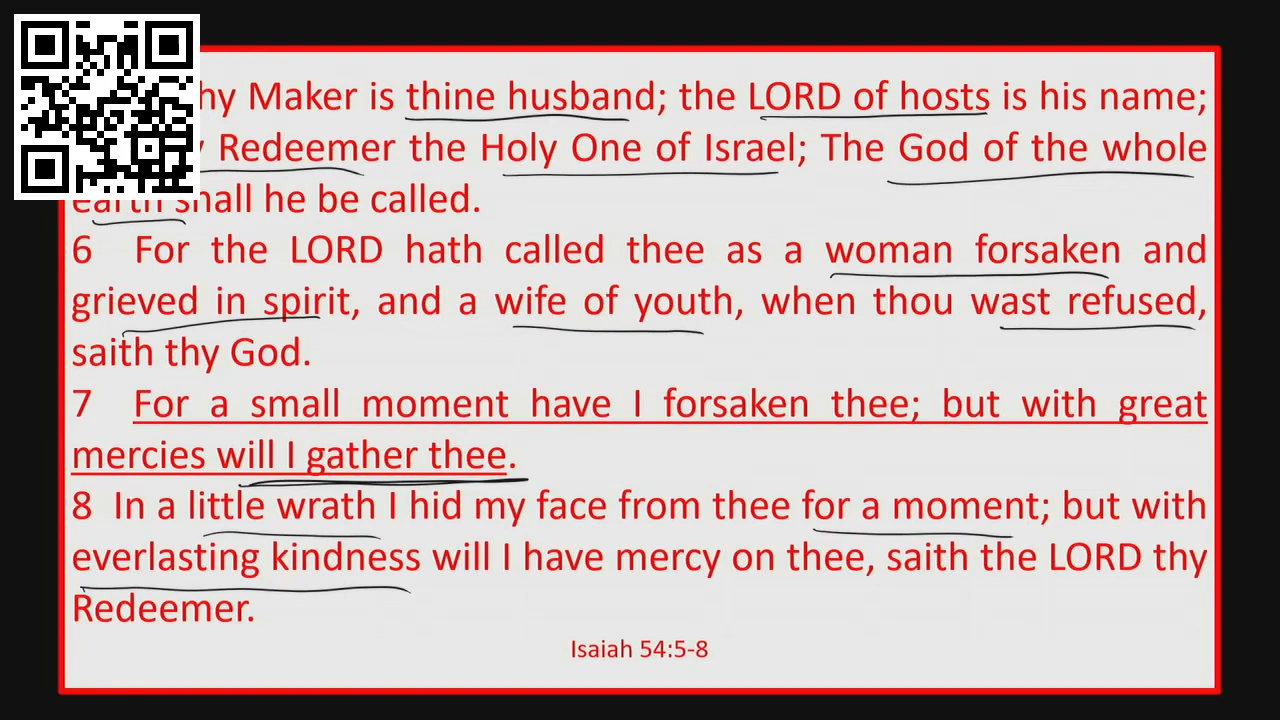 hy Maker is thine husband; the LORD of hosts is his name;
Redeemer the Holy One of Israel; The God of the whole
earth shall he be called.
6 For the LORD hath called thee as a woman forsaken and
grieved in spirit, and a wife of youth, when thou wast refused,
saith thy God.
7 For a small moment have I forsaken thee; but with great
mercies will I gather thee.
8 In a little wrath I hid my face from thee for a moment; but with
everlasting kindness will I have mercy on thee, saith the LORD thy
Redeemer.
Isaiah 54:5-8